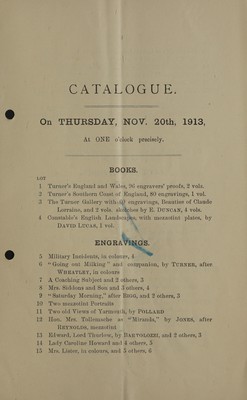 CATALOGUE.
On THURSDAY, NOV. 20th, 1913,
At ONE o'clock precisely.
BOOKS.
LOT
1 Turner's England and Wales, 96 engravers' proofs, 2 vols.
2 Turner's Southern Coast of England, 80 engravings, 1 vol.
3 The Turner Gallery with engravings, Beauties of Claude
Lorraine, and 2 vols. sketches by E. DUNCAN, 4 vols.
4 Constable's English Landscapes, with mezzotint plates, by
DAVID LUCAS, 1 vol.
ENGRAVINGS.
5 Military Incidents, in colours, 4
6 "Going out Milking" and companion, by TURNER, after
WHEATLEY, in colours
7 A Coaching Subject and 2 others, 3
8 Mrs. Siddons and Son and 3 others, 4
9 "Saturday Morning," after BIGG, and 2 others, 3
10 Two mezzotint Portraits
11 Two old Views of Yarmouth, by POLLARD
12 Hon. Mrs. Tollemache as "Miranda," by JONES, after
REYNOLDS, mezzotint
13 Edward, Lord Thurlow, by BARTOLOZZI, and 2 others, 3
14 Lady Caroline Howard and 3 others, 4
15 Mrs. Lister, in colours, and 5 others, 6